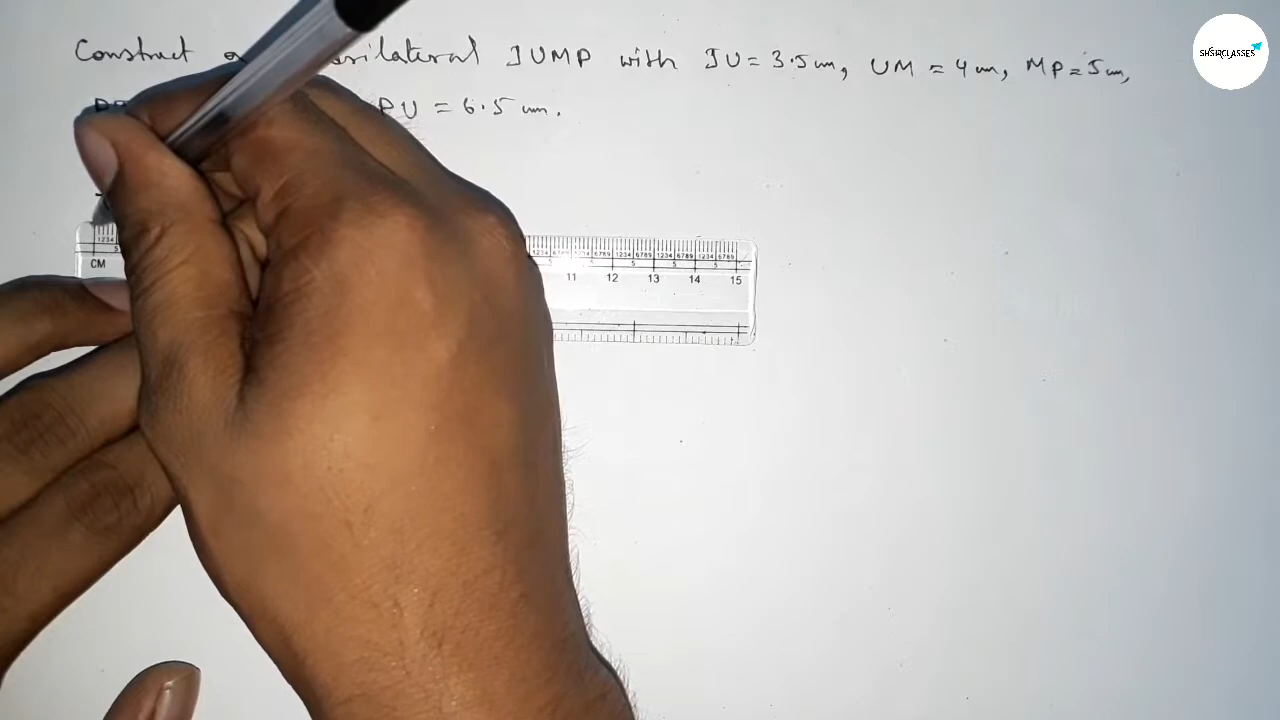 Construct a JUMP with JU = 3.5 cm, UM = 4 cm, MP = 5 cm,
PU = 6.5 cm.
SHSIRCLASSES
CM 11 12 13 14 15